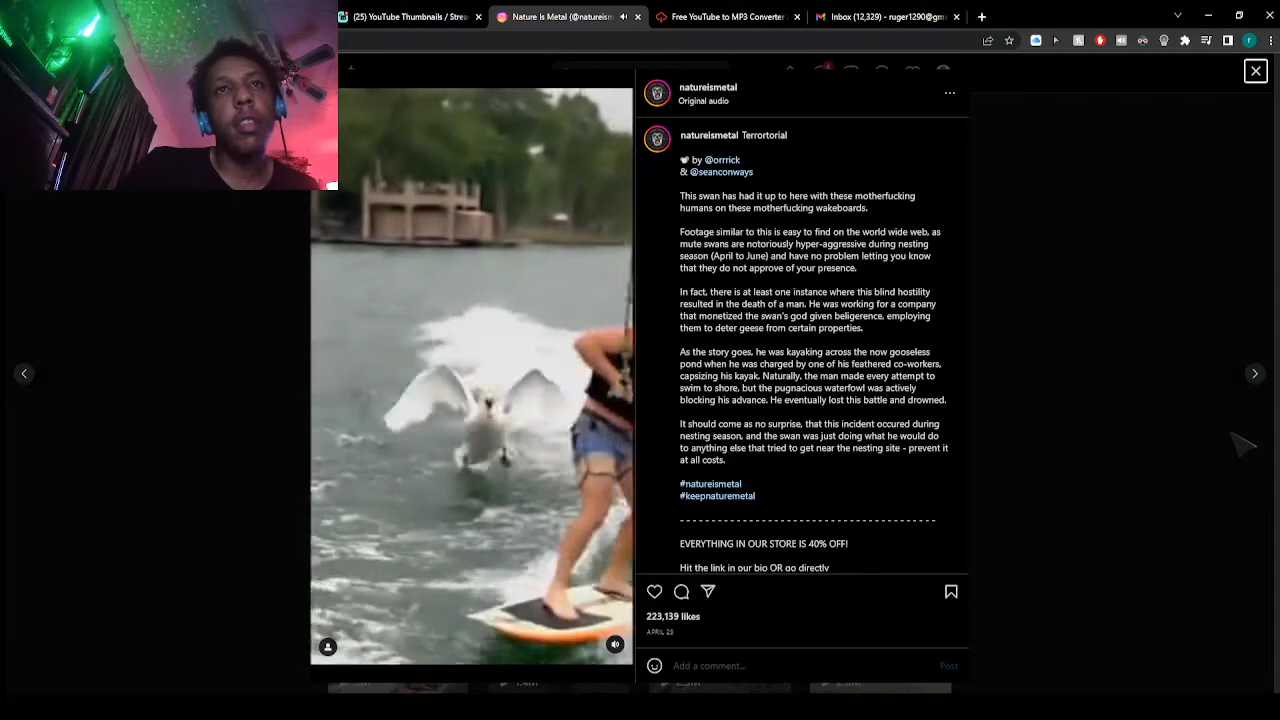 (25) YouTube Thumbnails / Strea
Nature Is Metal (@natureism
Free YouTube to MP3 Converter
Inbox (12,329) - ruger1290@gm
natureismetal
Original audio
natureismetal Terrortorial
by @orrrick
& @seanconways
This swan has had it up to here with these motherfucking
humans on these motherfucking wakeboards.
Footage similar to this is easy to find on the world wide web, as
mute swans are notoriously hyper-aggressive during nesting
season (April to June) and have no problem letting you know
that they do not approve of your presence.
In fact, there is at least one instance where this blind hostility
resulted in the death of a man. He was working for a company
that monetized the swan's god given beligerence, employing
them to deter geese from certain properties.
As the story goes, he was kayaking across the now gooseless
pond when he was charged by one of his feathered co-workers,
capsizing his kayak. Naturally, the man made every attempt to
swim to shore, but the pugnacious waterfowl was actively
blocking his advance. He eventually lost this battle and drowned.
It should come as no surprise, that this incident occured during
nesting season, and the swan was just doing what he would do
to anything else that tried to get near the nesting site - prevent it
at all costs.
#natureismetal
#keepnaturemetal
- - - - - - - - - - - - - - - - - - - - - - - - - - - - - - - - - - - - - - - - -
EVERYTHING IN OUR STORE IS 40% OFF!
Hit the link in our bio OR go directly
223,139 likes
APRIL 23
Add a comment...
Post